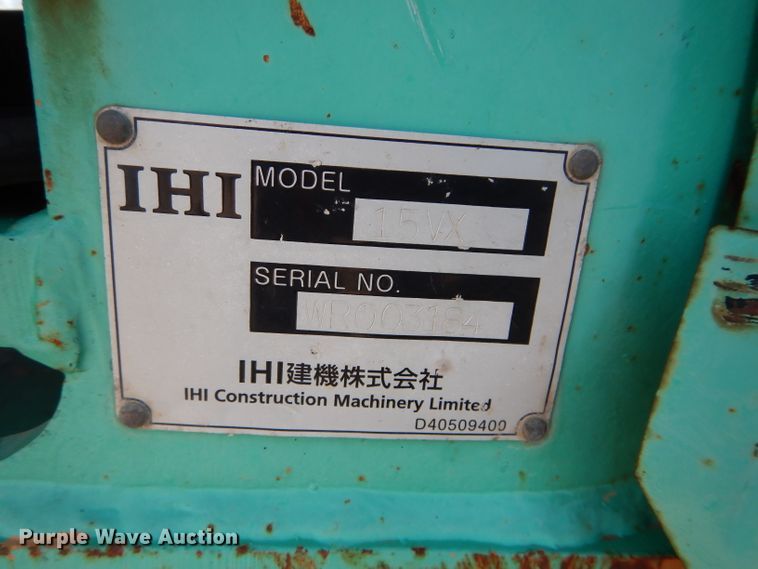 IHI
MODEL
15VX
SERIAL NO.
WR003184
IHI建機株式会社
IHI Construction Machinery Limited
D40509400
Purple Wave Auction